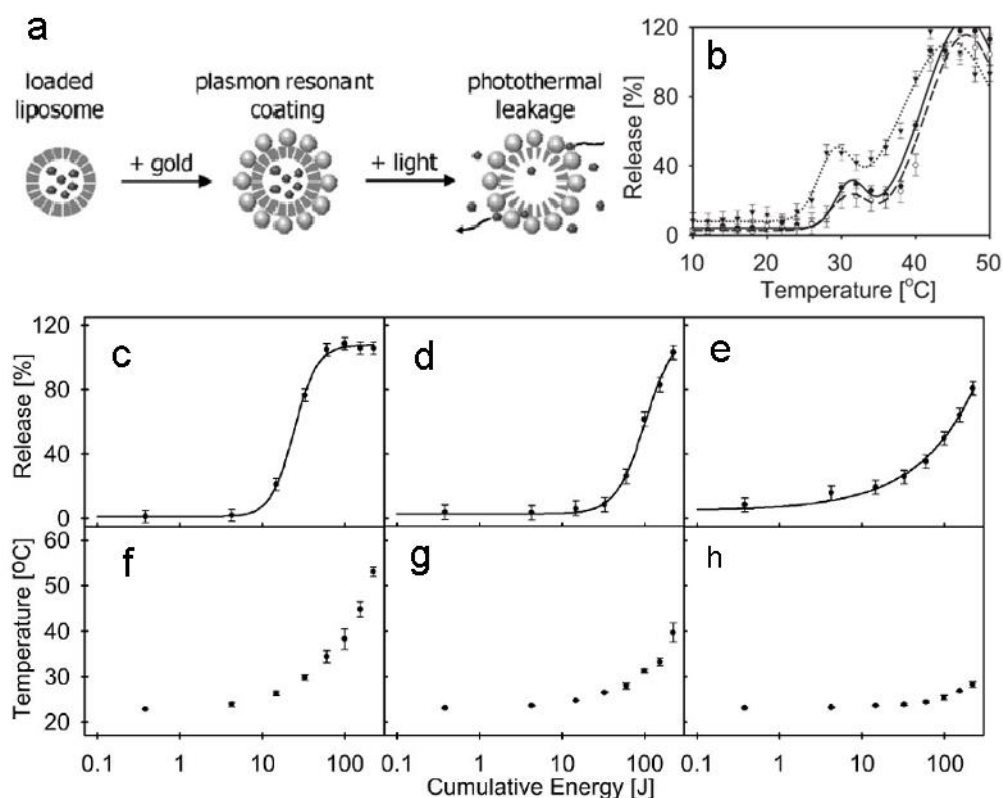 a
loaded
liposome
+ gold
plasmon resonant
coating
+ light
photothermal
leakage
b
Release [%]
120
80
40
0
10 20 30 40 50
Temperature [°C]
Release [%]
120
80
40
0
c
d
e
Temperature [ºC]
60
50
40
30
20
f
g
h
0.1 1 10 100 0.1 1 10 100 0.1 1 10 100
Cumulative Energy [J]